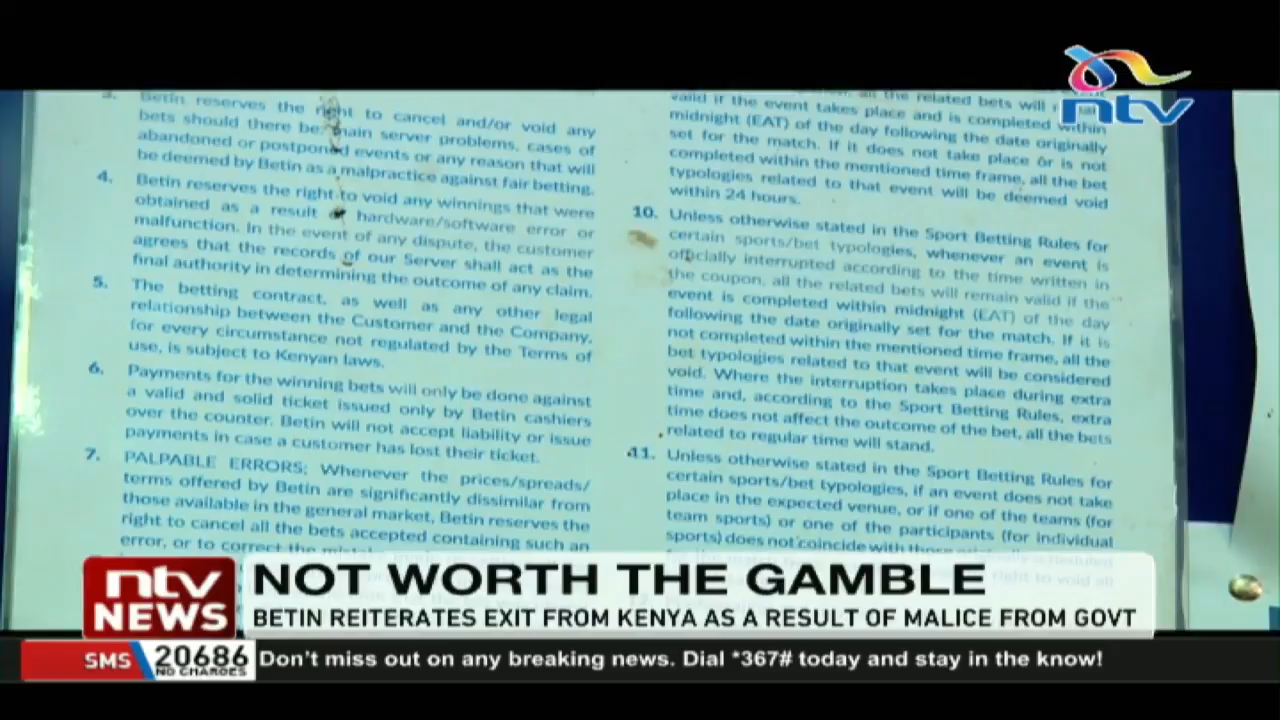 ntv
3. Betin reserves the right to cancel and/or void any
bets should there be main server problems, cases of
abandoned or postponed events or any reason that will
be deemed by Betin as a malpractice against fair betting.
4. Betin reserves the right to void any winnings that were
obtained as a result of hardware/software error or
malfunction. In the event of any dispute, the customer
agrees that the records of our Server shall act as the
final authority in determining the outcome of any claim.
5. The betting contract, as well as any other legal
relationship between the Customer and the Company,
for every circumstance not regulated by the Terms of
use, is subject to Kenyan laws.
6. Payments for the winning bets will only be done against
a valid and solid ticket issued only by Betin cashiers
over the counter. Betin will not accept liability or issue
payments in case a customer has lost their ticket.
7. PALPABLE ERRORS: Whenever the prices/spreads/
terms offered by Betin are significantly dissimilar from
those available in the general market, Betin reserves the
right to cancel all the bets accepted containing such an
error, or to correct the
all the related bets will
valid if the event takes place and is completed within
midnight (EAT) of the day following the date originally
set for the match. If it does not take place or is not
completed within the mentioned time frame, all the bet
typologies related to that event will be deemed void
within 24 hours.
10. Unless otherwise stated in the Sport Betting Rules for
certain sports/bet typologies, whenever an event is
officially interrupted according to the time written in
the coupon, all the related bets will remain valid if the
event is completed within midnight (EAT) of the day
following the date originally set for the match. If it is
not completed within the mentioned time frame, all the
bet typologies related to that event will be considered
void. Where the interruption takes place during extra
time and, according to the Sport Betting Rules, extra
time does not affect the outcome of the bet, all the bets
related to regular time will stand.
11. Unless otherwise stated in the Sport Betting Rules for
certain sports/bet typologies, if an event does not take
place in the expected venue, or if one of the teams (for
team sports) or one of the participants (for individual
sports) does not coincide with
ntv
NEWS
NOT WORTH THE GAMBLE
BETIN REITERATES EXIT FROM KENYA AS A RESULT OF MALICE FROM GOVT
SMS 20686 Don't miss out on any breaking news. Dial *367# today and stay in the know!
NO CHARGES